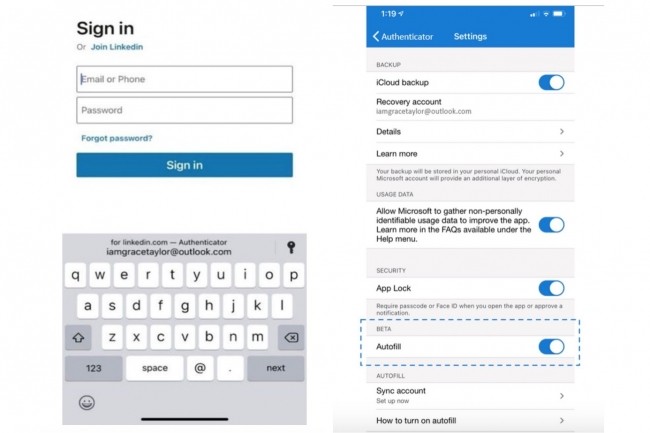 Sign in
Or Join Linkedin
Email or Phone
Password
Forgot password?
Sign in
for linkedin.com — Authenticator
iamgracetaylor@outlook.com
q w e r t y u i o p
a s d f g h j k l
z x c v b n m
123 space @ . next
1:19
Authenticator Settings
BACKUP
iCloud backup
Recovery account
iamgracetaylor@outlook.com
Details
Learn more
Your backup will be stored in your personal iCloud. Your personal
Microsoft account will provide an additional layer of encryption.
USAGE DATA
Allow Microsoft to gather non-personally
identifiable usage data to improve the app.
Learn more in the FAQs available under the
Help menu.
SECURITY
App Lock
Require passcode or Face ID when you open the app or approve a
notification.
BETA
Autofill
AUTOFILL
Sync account
Set up now
How to turn on autofill